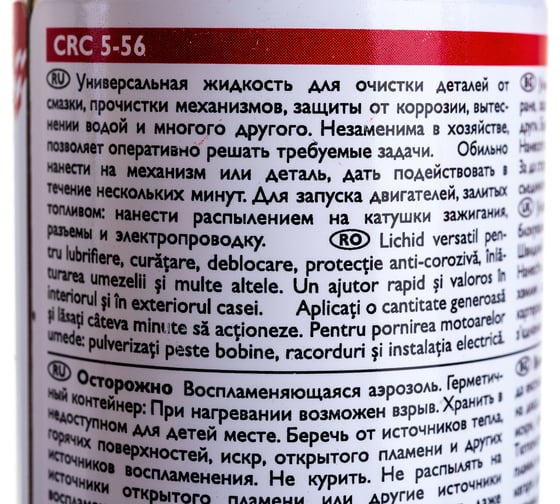 CRC 5-56
RU Универсальная жидкость для очистки деталей от
смазки, прочистки механизмов, защиты от коррозии, вытес-
нении водой и многого другого. Незаменима в хозяйстве,
позволяет оперативно решать требуемые задачи. Обильно
нанести на механизм или деталь, дать подействовать в
течение нескольких минут. Для запуска двигателей, залитых
топливом: нанести распылением на катушки зажигания,
разъемы и электропроводку. RO Lichid versatil pen-
tru lubrifiere, curățare, deblocare, protecție anti-corozivă, înlă-
turarea umezelii și multe altele. Un ajutor rapid și valoros în
interiorul și în exteriorul casei. Aplicați o cantitate generoasă
și lăsați câteva minute să acționeze. Pentru pornirea motoarelor
umede: pulverizați peste bobine, racorduri și instalația electrică.
RU Осторожно Воспламеняющаяся аэрозоль. Герметич-
ный контейнер: При нагревании возможен взрыв. Хранить в
недоступном для детей месте. Беречь от источников тепла,
горячих поверхностей, искр, открытого пламени и других
источников воспламенения. Не курить. Не распылять на
источники открытого пламени или другие источники